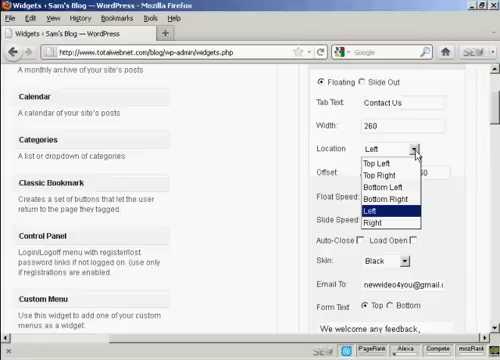 Widgets ‹ Sam's Blog — WordPress - Mozilla Firefox
File Edit View History Bookmarks Tools Help
Widgets ‹ Sam's Blog — WordPress +
http://www.totalwebnet.com/blog/wp-admin/widgets.php
Google
A monthly archive of your site's posts
Calendar
A calendar of your site's posts
Categories
A list or dropdown of categories
Classic Bookmark
Creates a set of buttons that let the user
return to the page they tagged.
Control Panel
Login/Logoff menu with register/lost
password links if not logged on. (use only
if registrations are enabled.
Custom Menu
Use this widget to add one of your custom
menus as a widget.
Floating Slide Out
Tab Text: Contact Us
Width: 260
Location Left
Top Left
Top Right
Bottom Left
Bottom Right
Left
Right
Offset:
Float Speed:
Slide Speed:
Auto-Close Load Open
Skin: Black
Email To: newvideo4you@gmail.c
Form Text Top Bottom
We welcome any feedback,
PageRank Alexa Compete mozRank